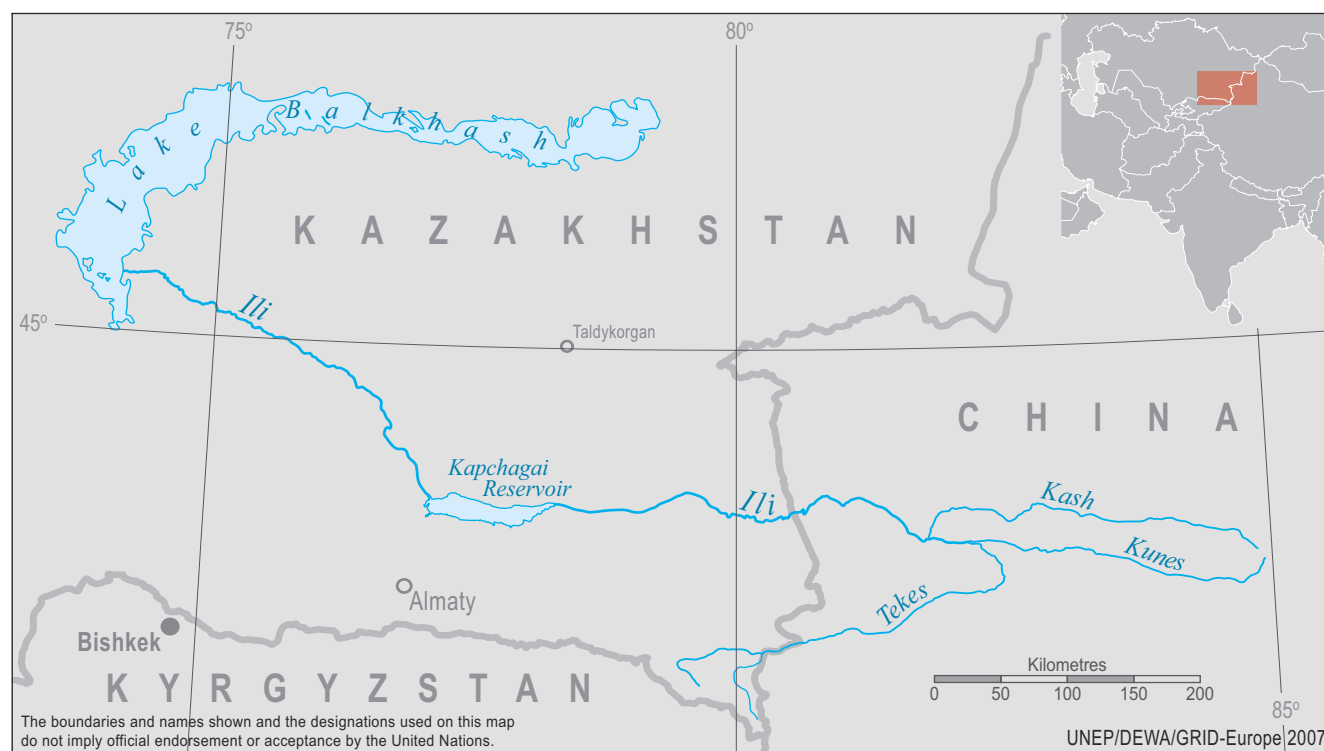 75º
80º
Lake Balkhash
KAZAKHSTAN
Ili
45º
Taldykorgan
CHINA
Kapchagai
Reservoir
Ili
Kash
Kunes
Tekes
Almaty
Bishkek
KYRGYZSTAN
Kilometres
0 50 100 150 200
85º
The boundaries and names shown and the designations used on this map
do not imply official endorsement or acceptance by the United Nations.
UNEP/DEWA/GRID-Europe 2007